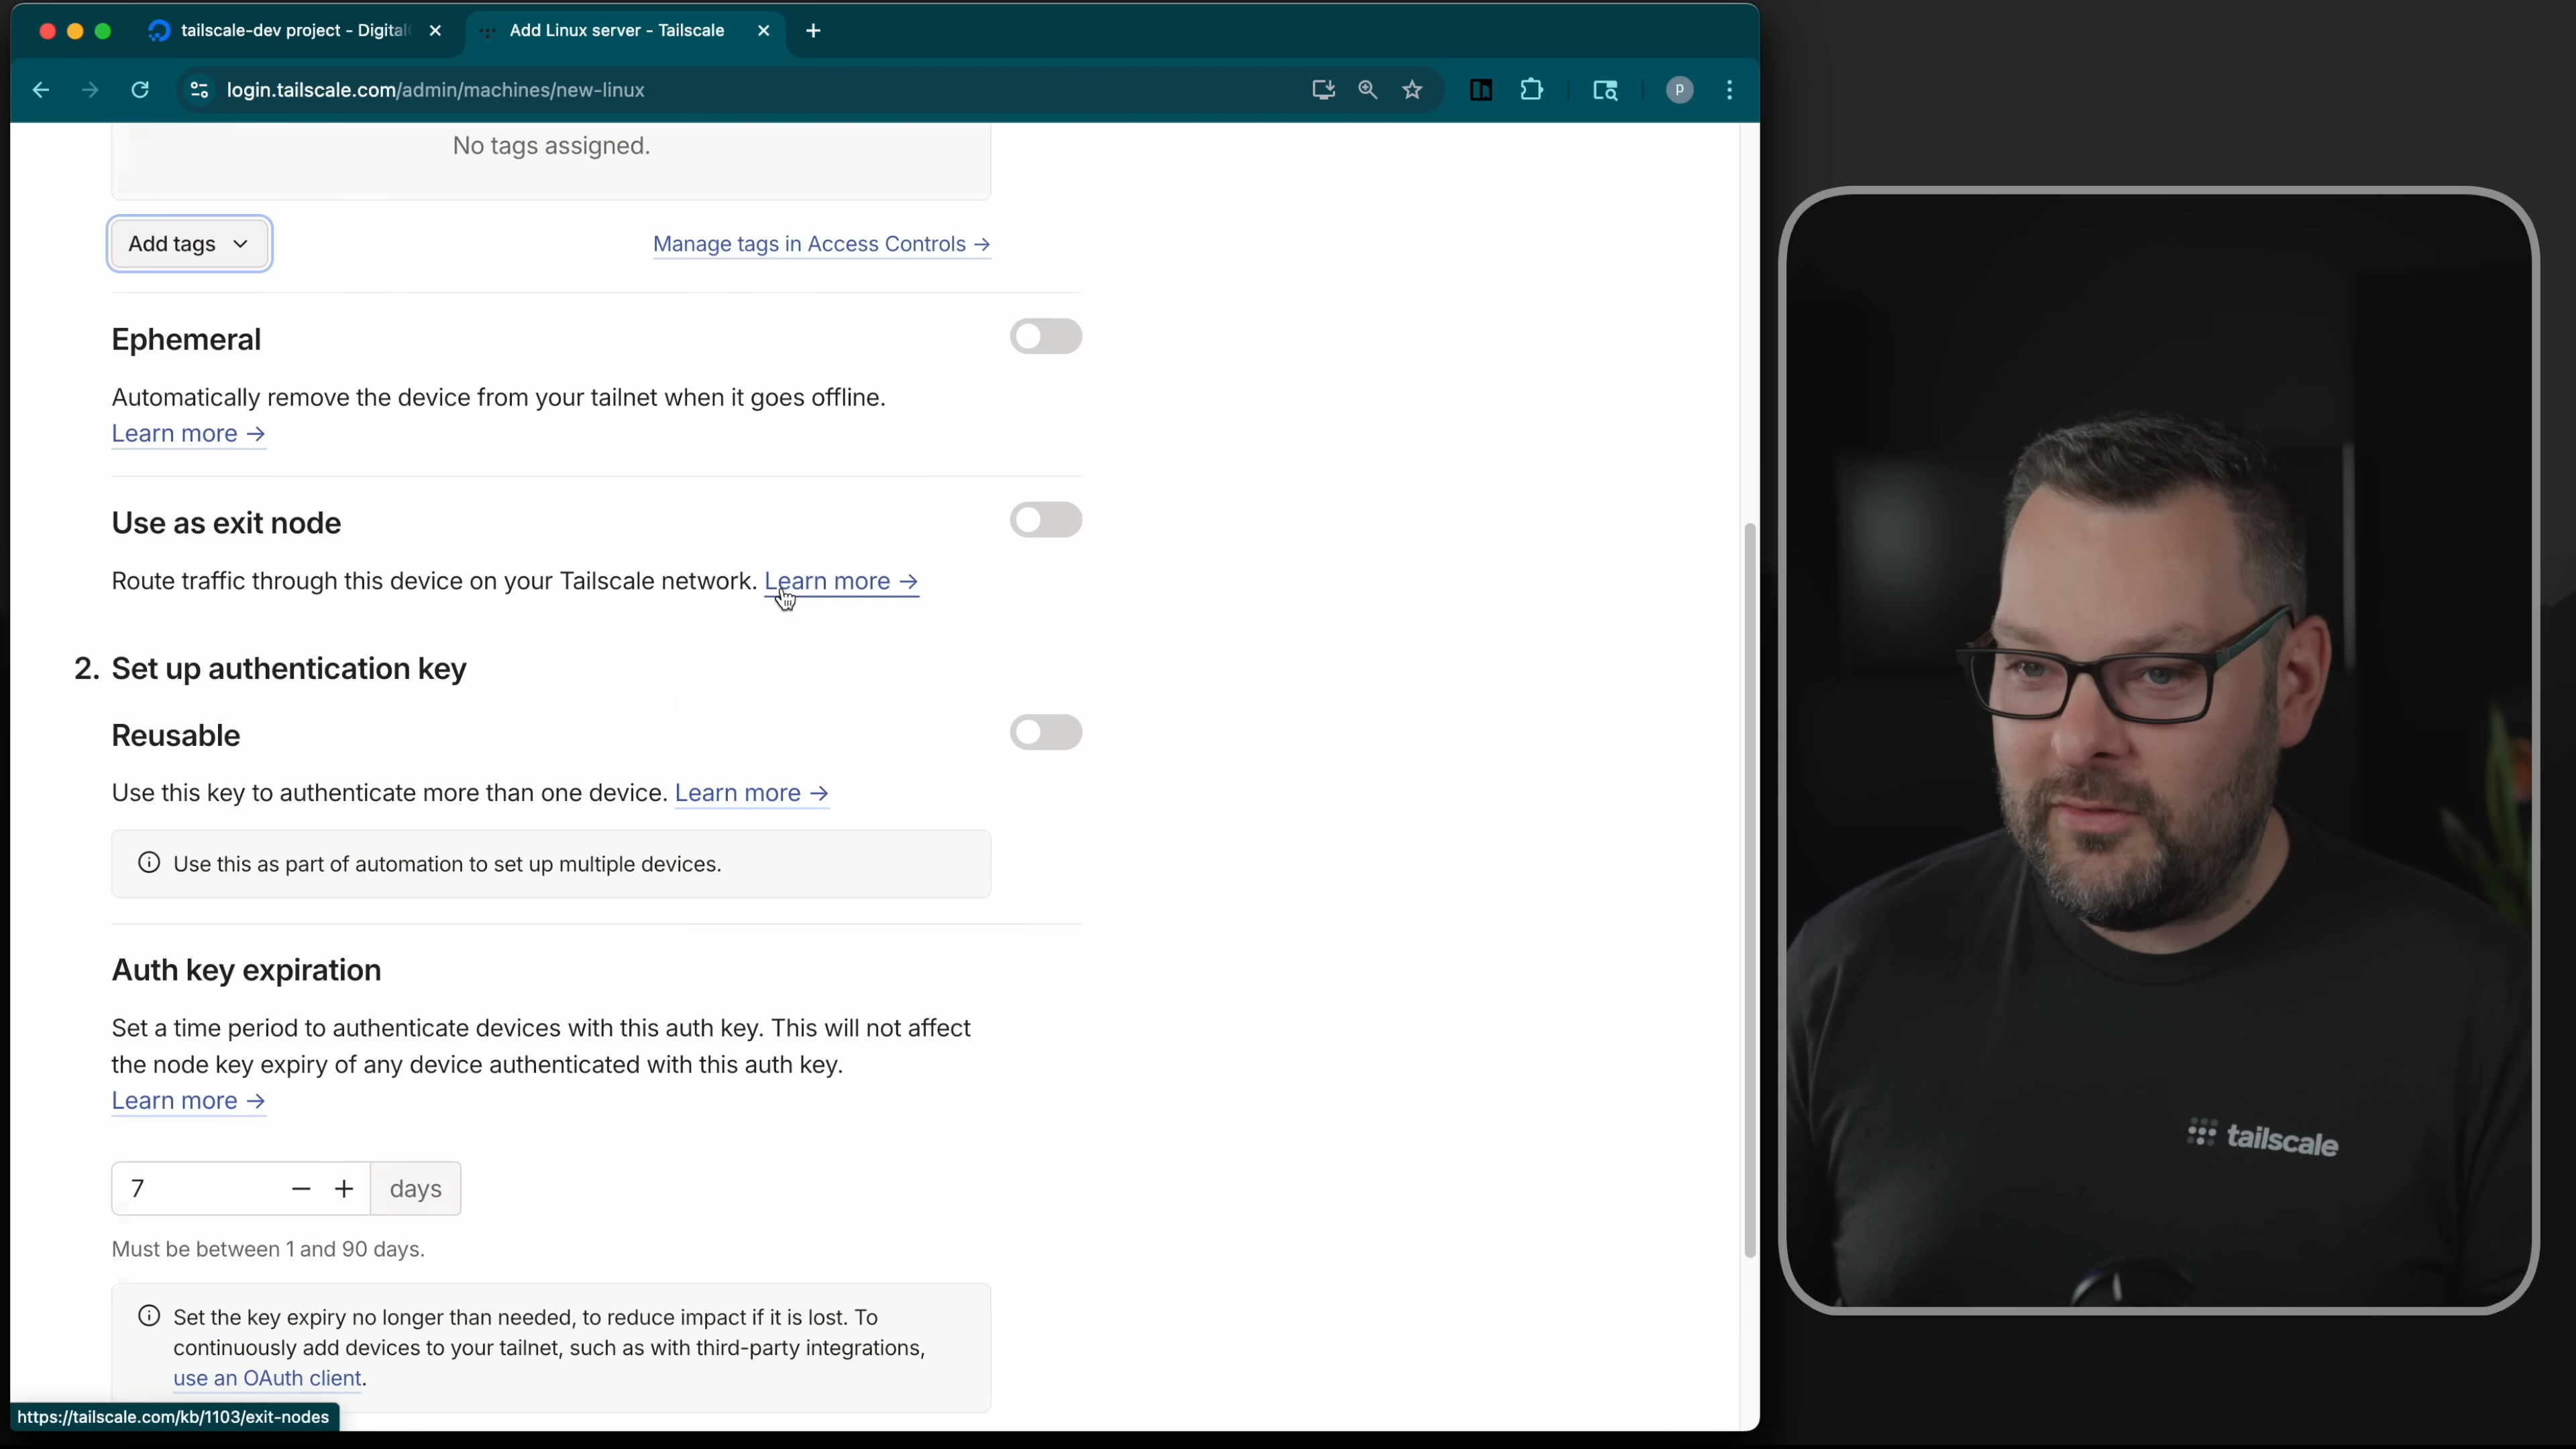 tailscale-dev project - Digital
Add Linux server - Tailscale
login.tailscale.com/admin/machines/new-linux
P
No tags assigned.
Add tags
Manage tags in Access Controls →
Ephemeral
Automatically remove the device from your tailnet when it goes offline.
Learn more →
Use as exit node
Route traffic through this device on your Tailscale network. Learn more →
2. Set up authentication key
Reusable
Use this key to authenticate more than one device. Learn more →
Use this as part of automation to set up multiple devices.
Auth key expiration
Set a time period to authenticate devices with this auth key. This will not affect
the node key expiry of any device authenticated with this auth key.
Learn more →
7 − + days
Must be between 1 and 90 days.
Set the key expiry no longer than needed, to reduce impact if it is lost. To
continuously add devices to your tailnet, such as with third-party integrations,
use an OAuth client.
https://tailscale.com/kb/1103/exit-nodes
tailscale